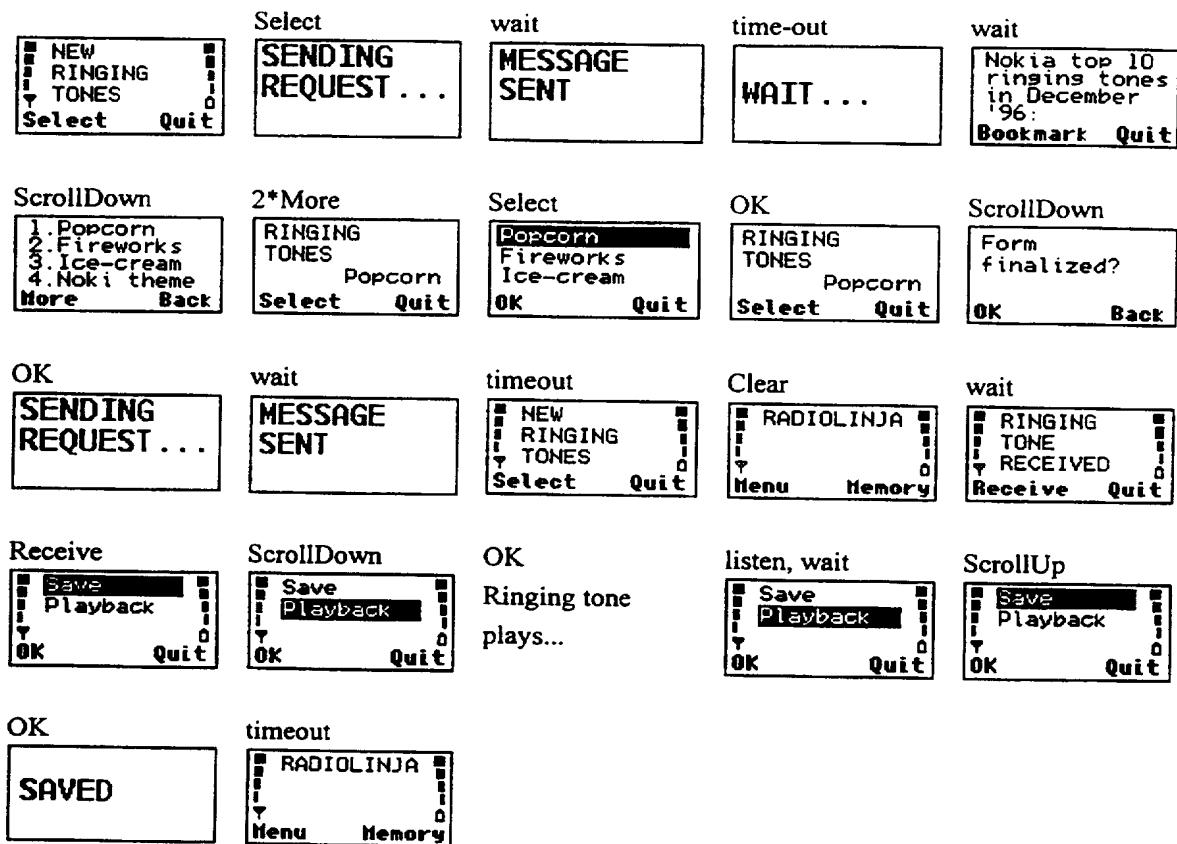 NEW
RINGING
TONES
Select Quit
Select
SENDING
REQUEST...
wait
MESSAGE
SENT
time-out
WAIT...
wait
Nokia top 10
ringing tones
in December
'96:
Bookmark Quit
ScrollDown
1.Popcorn
2.Fireworks
3.Ice-cream
4.Noki theme
More Back
2*More
RINGING
TONES
Popcorn
Select Quit
Select
Popcorn
Fireworks
Ice-cream
OK Quit
OK
RINGING
TONES
Popcorn
Select Quit
ScrollDown
Form
finalized?
OK Back
OK
SENDING
REQUEST...
wait
MESSAGE
SENT
timeout
NEW
RINGING
TONES
Select Quit
Clear
RADIOLINJA
Menu Memory
wait
RINGING
TONE
RECEIVED
Receive Quit
Receive
Save
Playback
OK Quit
ScrollDown
Save
Playback
OK Quit
OK
Ringing tone
plays...
listen, wait
Save
Playback
OK Quit
ScrollUp
Save
Playback
OK Quit
OK
SAVED
timeout
RADIOLINJA
Menu Memory